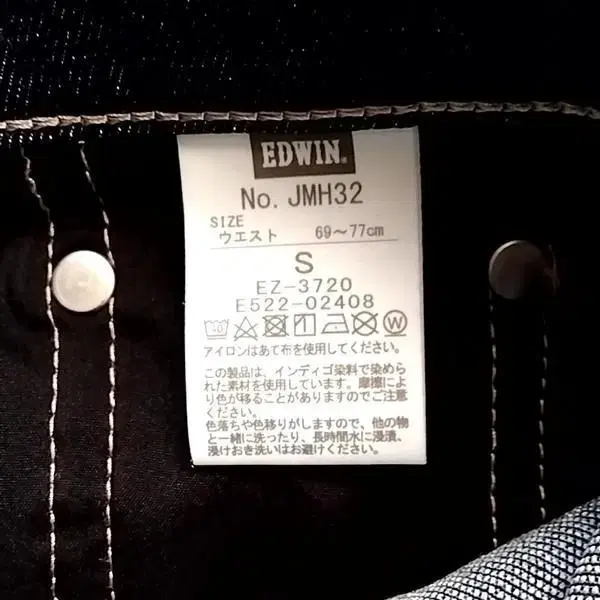 EDWIN®
No. JMH32
SIZE
ウエスト 69〜77cm
S
EZ-3720
E522-02408
アイロンはあて布を使用してください。
この製品は、インディゴ染料で染めら
れた素材を使用しています。摩擦によ
り色が移ることがありますのでご注意
ください。
色落ちや色移りがしますので、他の物
と一緒に洗ったり、長時間水に浸漬、
浸けおき洗いはお避けください。